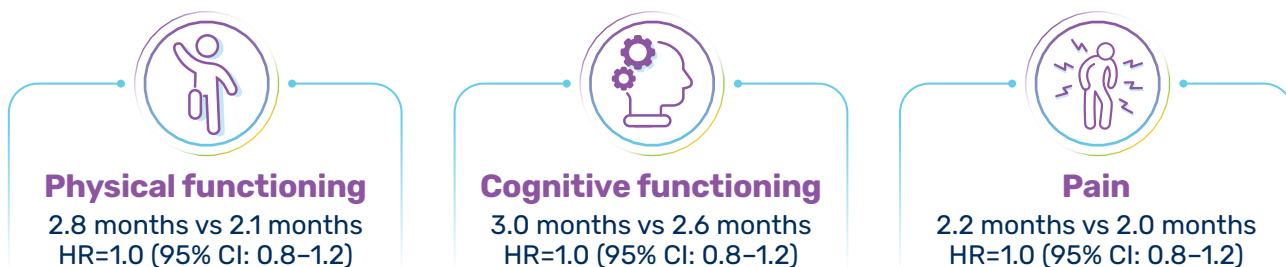 Physical functioning
2.8 months vs 2.1 months
HR=1.0 (95% CI: 0.8–1.2)
Cognitive functioning
3.0 months vs 2.6 months
HR=1.0 (95% CI: 0.8–1.2)
Pain
2.2 months vs 2.0 months
HR=1.0 (95% CI: 0.8–1.2)